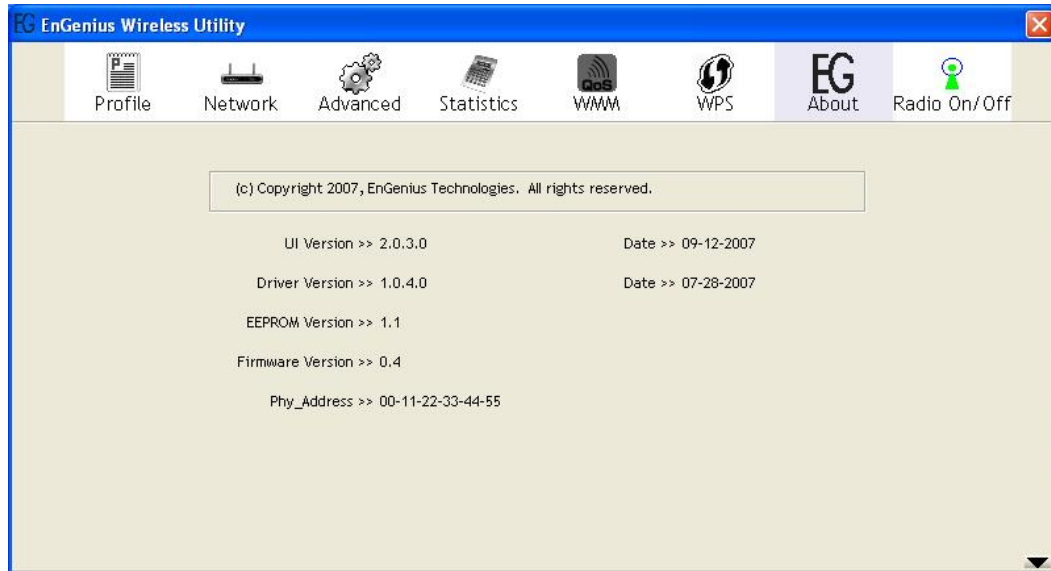 EG EnGenius Wireless Utility
P
QoS
EG
Profile Network Advanced Statistics WMM WPS About Radio On/Off
(c) Copyright 2007, EnGenius Technologies. All rights reserved.
UI Version >> 2.0.3.0 Date >> 09-12-2007
Driver Version >> 1.0.4.0 Date >> 07-28-2007
EEPROM Version >> 1.1
Firmware Version >> 0.4
Phy_Address >> 00-11-22-33-44-55